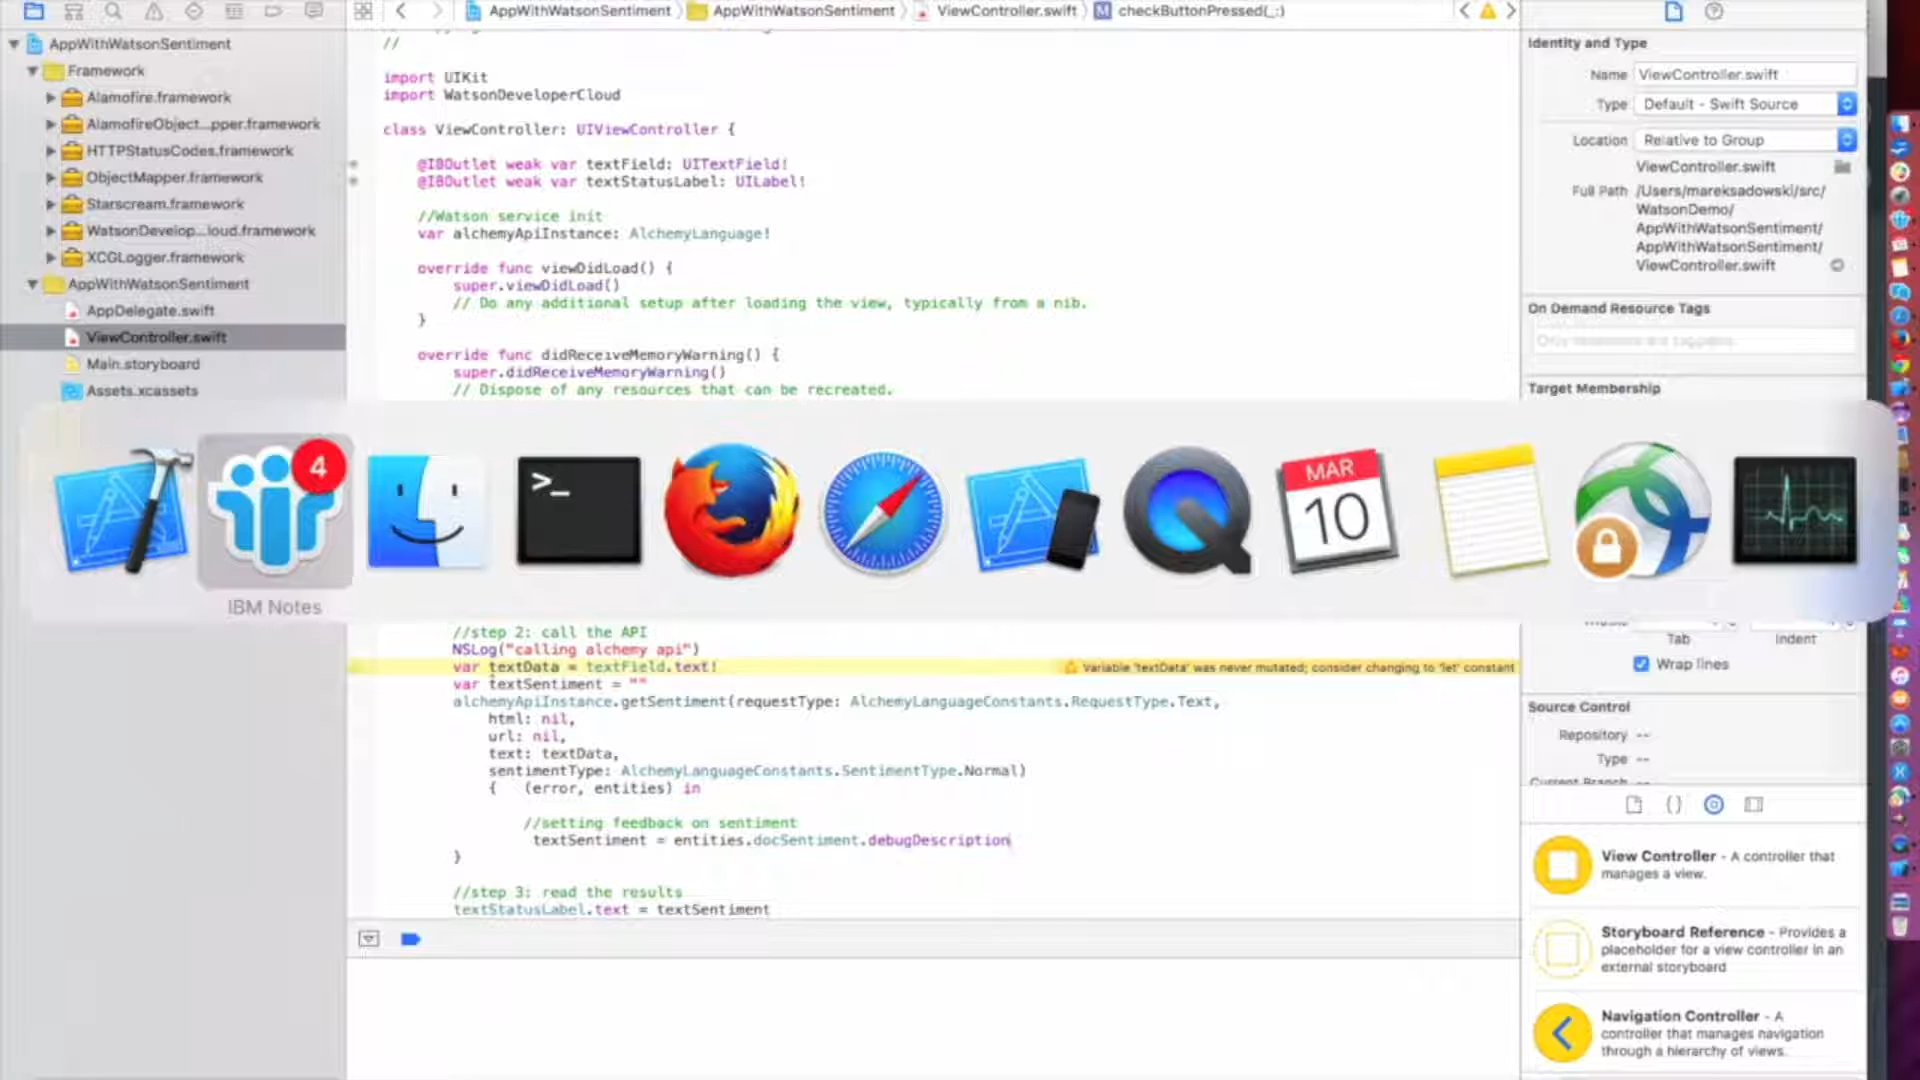 AppWithWatsonSentiment
AppWithWatsonSentiment
ViewController.swift
M checkButtonPressed(_:)
AppWithWatsonSentiment
Framework
Alamofire.framework
AlamofireObject...pper.framework
HTTPStatusCodes.framework
ObjectMapper.framework
Starscream.framework
WatsonDevelop...loud.framework
XCGLogger.framework
AppWithWatsonSentiment
AppDelegate.swift
ViewController.swift
Main.storyboard
Assets.xcassets
//
import UIKit
import WatsonDeveloperCloud
class ViewController: UIViewController {
@IBOutlet weak var textField: UITextField!
@IBOutlet weak var textStatusLabel: UILabel!
//Watson service init
var alchemyApiInstance: AlchemyLanguage!
override func viewDidLoad() {
super.viewDidLoad()
// Do any additional setup after loading the view, typically from a nib.
}
override func didReceiveMemoryWarning() {
super.didReceiveMemoryWarning()
// Dispose of any resources that can be recreated.
4
>_
MAR
10
IBM Notes
//step 2: call the API
NSLog("calling alchemy api")
var textData = textField.text!
Variable 'textData' was never mutated; consider changing to 'let' constant
var textSentiment = ""
alchemyApiInstance.getSentiment(requestType: AlchemyLanguageConstants.RequestType.Text,
html: nil,
url: nil,
text: textData,
sentimentType: AlchemyLanguageConstants.SentimentType.Normal)
{ (error, entities) in
//setting feedback on sentiment
textSentiment = entities.docSentiment.debugDescription
}
//step 3: read the results
textStatusLabel.text = textSentiment
Identity and Type
Name ViewController.swift
Type Default - Swift Source
Location Relative to Group
ViewController.swift
Full Path /Users/mareksadowski/src/
WatsonDemo/
AppWithWatsonSentiment/
AppWithWatsonSentiment/
ViewController.swift
On Demand Resource Tags
Only resources are taggable
Target Membership
Tab Indent
Wrap lines
Source Control
Repository --
Type --
Current Branch --
{ }
View Controller - A controller that
manages a view.
Storyboard Reference - Provides a
placeholder for a view controller in an
external storyboard
Navigation Controller - A
controller that manages navigation
through a hierarchy of views.